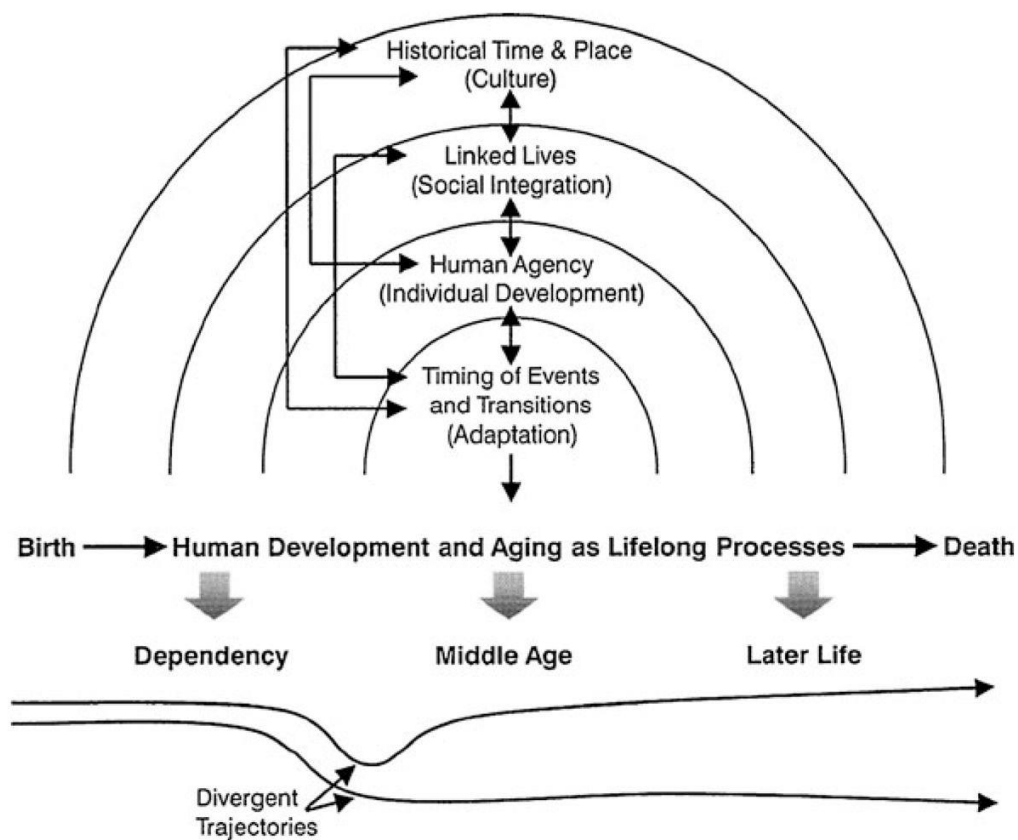 Historical Time & Place
(Culture)
Linked Lives
(Social Integration)
Human Agency
(Individual Development)
Timing of Events
and Transitions
(Adaptation)
Birth Human Development and Aging as Lifelong Processes Death
Dependency Middle Age Later Life
Divergent
Trajectories